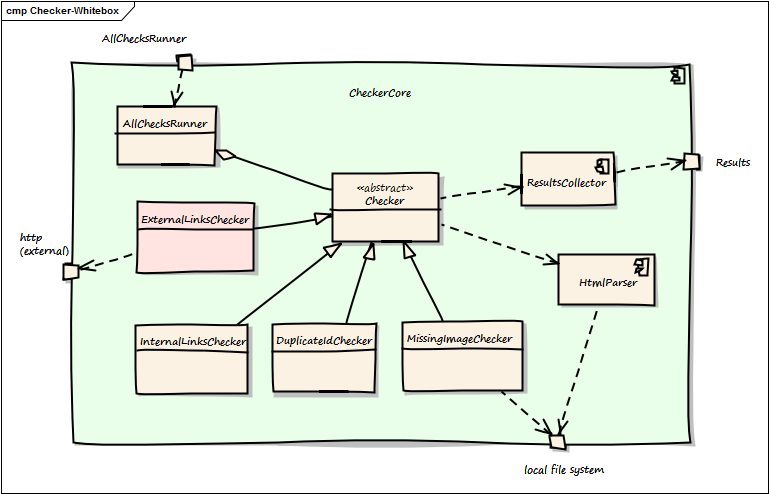 cmp Checker-Whitebox
AllChecksRunner
CheckerCore
AllChecksRunner
«abstract»
Checker
ResultsCollector
Results
ExternalLinksChecker
http
(external)
HtmlParser
InternalLinksChecker
DuplicateIdChecker
MissingImageChecker
local file system